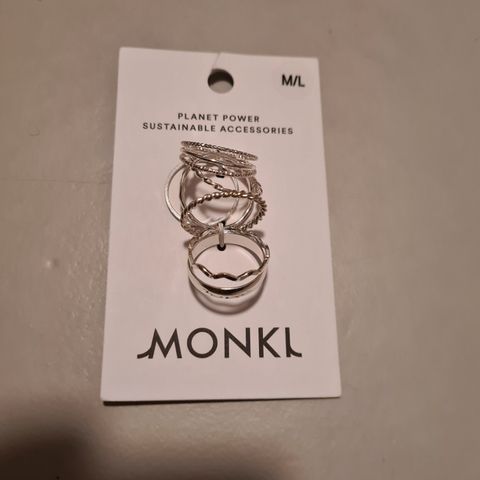 M/L
PLANET POWER
SUSTAINABLE ACCESSORIES
MONKI